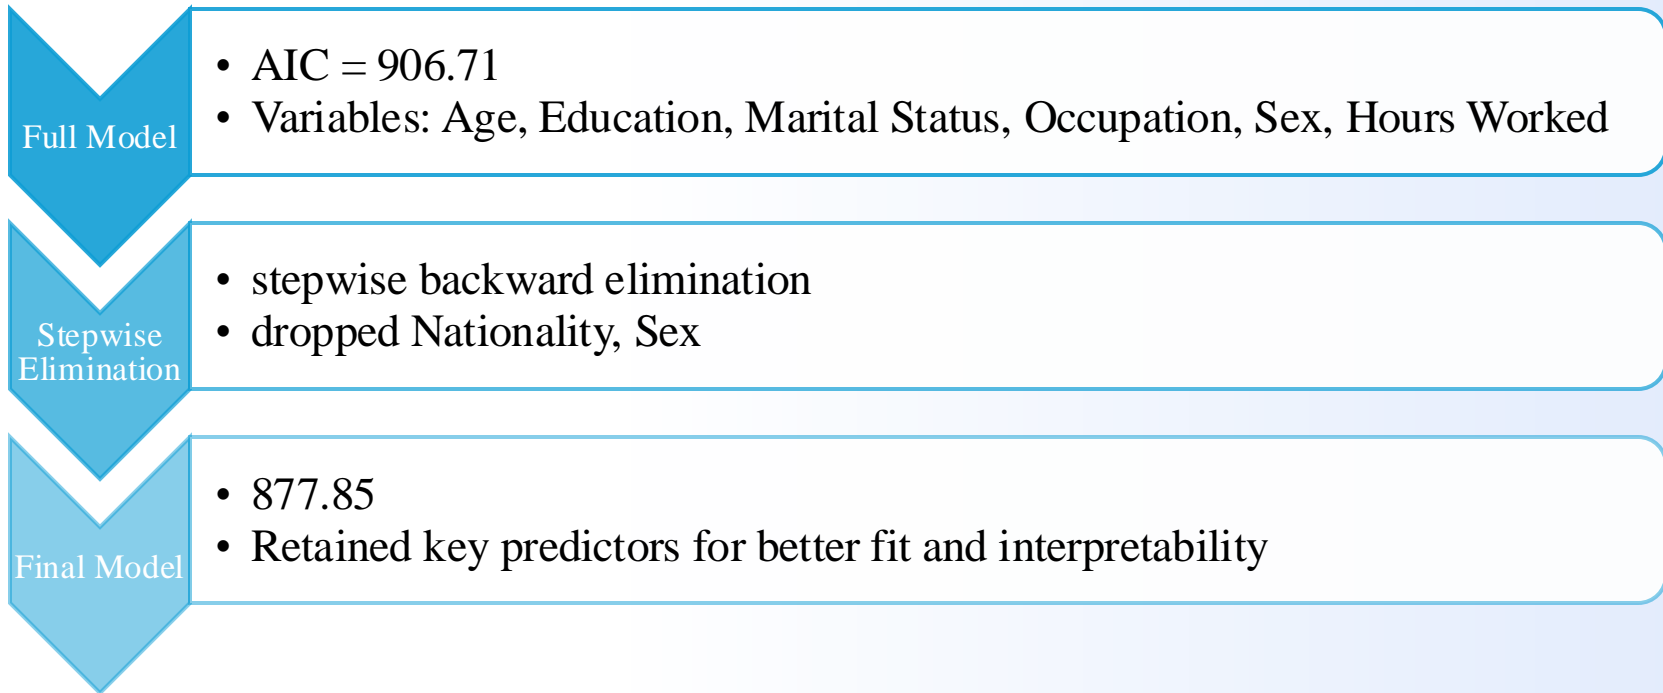 Full Model
• AIC = 906.71
• Variables: Age, Education, Marital Status, Occupation, Sex, Hours Worked
Stepwise
Elimination
• stepwise backward elimination
• dropped Nationality, Sex
Final Model
• 877.85
• Retained key predictors for better fit and interpretability